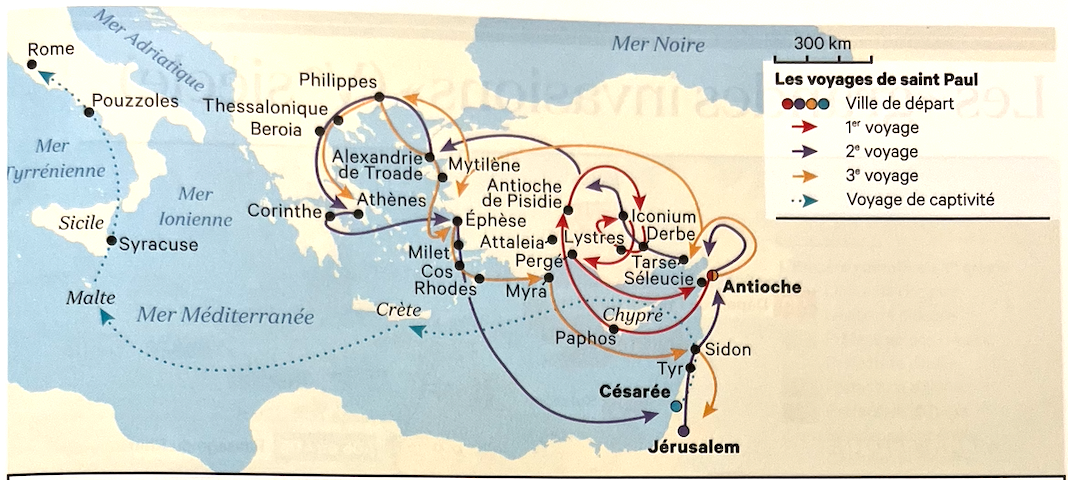 Rome
Mer Adriatique
Mer Noire
300 km
Les voyages de saint Paul
Ville de départ
1er voyage
2e voyage
3e voyage
Voyage de captivité
Pouzzoles
Philippes
Thessalonique
Beroia
Mer
Tyrrénienne
Mer
Ionienne
Sicile
Syracuse
Malte
Mer Méditerranée
Alexandrie
de Troade
Mytilène
Athènes
Corinthe
Éphèse
Milet
Cos
Rhodes
Crète
Antioche
de Pisidie
Iconium
Derbe
Lystres
Attaleia
Pergé
Myra
Tarse
Séleucie
Antioche
Chypre
Paphos
Sidon
Tyr
Césarée
Jérusalem